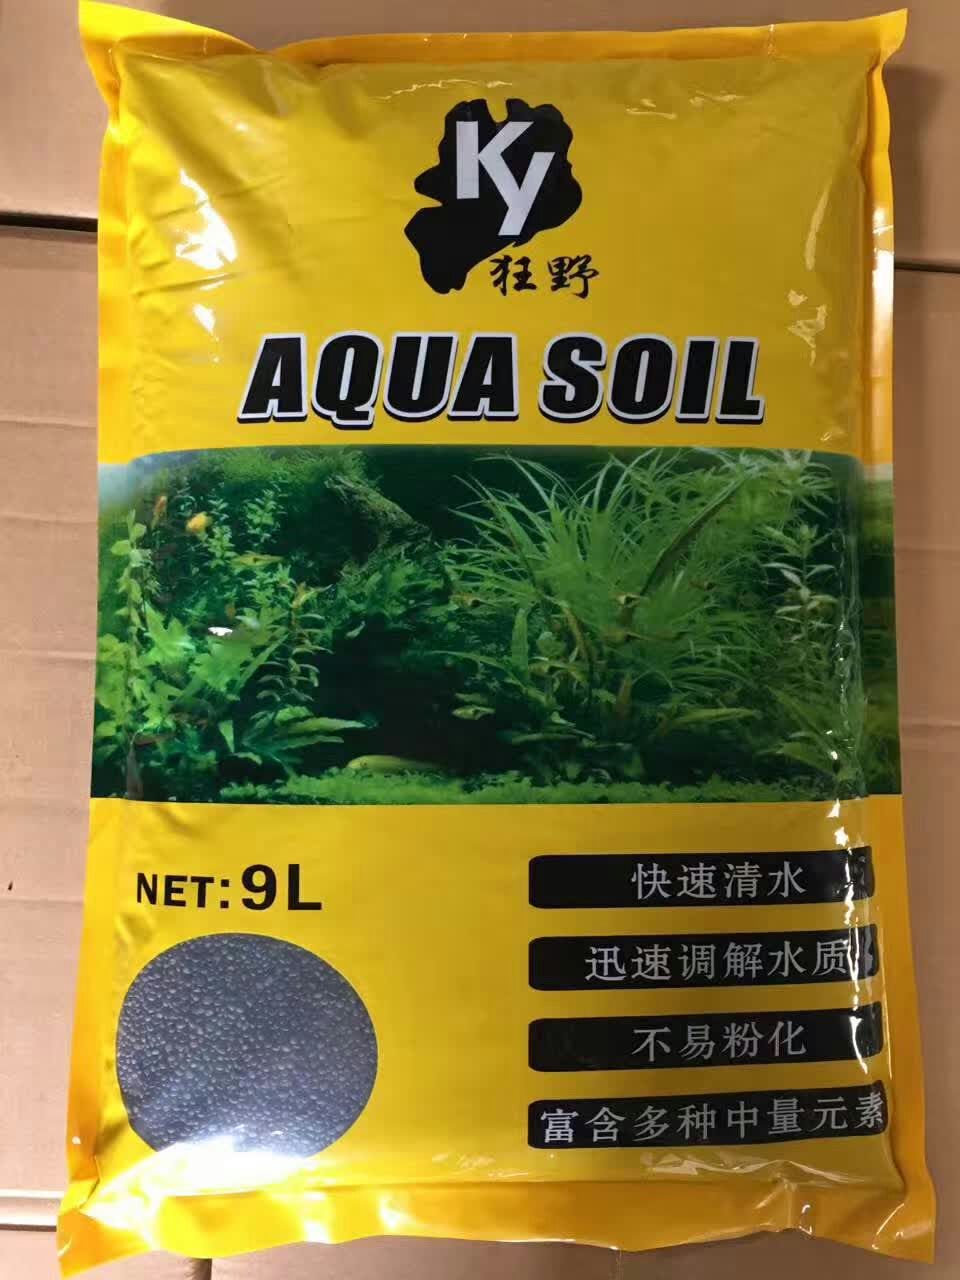 Ky
狂野
AQUA SOIL
NET: 9L
快速清水
迅速调解水质
不易粉化
富含多种中量元素